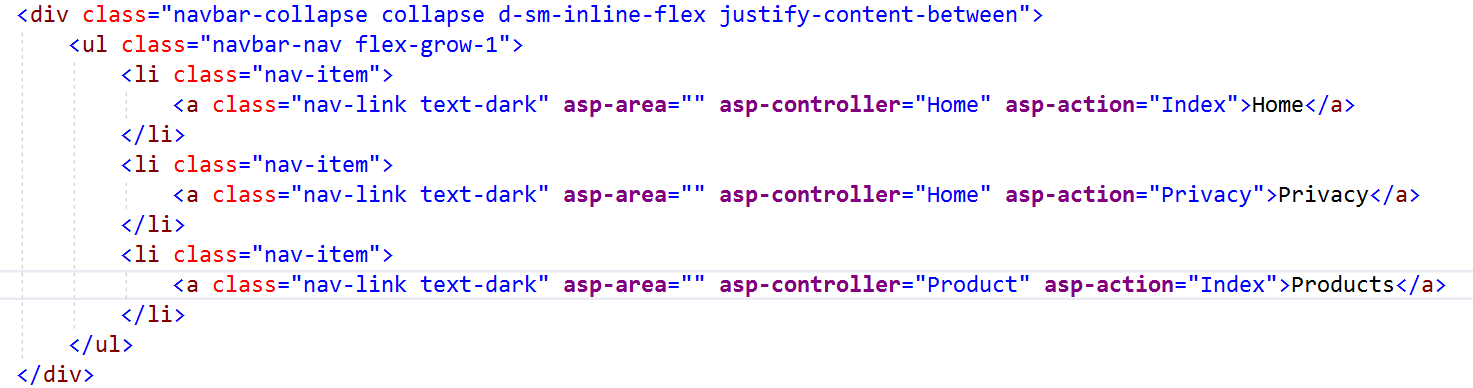 <div class="navbar-collapse collapse d-sm-inline-flex justify-content-between">
    <ul class="navbar-nav flex-grow-1">
        <li class="nav-item">
            <a class="nav-link text-dark" asp-area="" asp-controller="Home" asp-action="Index">Home</a>
        </li>
        <li class="nav-item">
            <a class="nav-link text-dark" asp-area="" asp-controller="Home" asp-action="Privacy">Privacy</a>
        </li>
        <li class="nav-item">
            <a class="nav-link text-dark" asp-area="" asp-controller="Product" asp-action="Index">Products</a>
        </li>
    </ul>
</div>